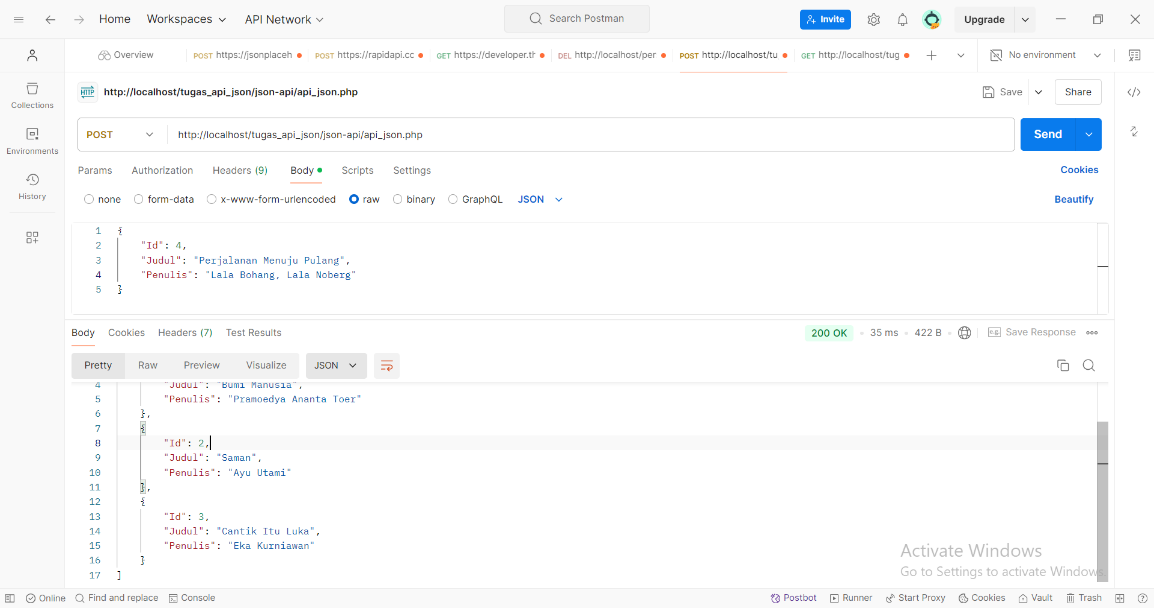 Home Workspaces API Network Search Postman Invite Upgrade
Overview POST https://jsonplaceh POST https://rapidapi.cc GET https://developer.th DEL http://localhost/per POST http://localhost/tu GET http://localhost/tug No environment
HTTP http://localhost/tugas_api_json/json-api/api_json.php Save Share
Collections
Environments
History
POST http://localhost/tugas_api_json/json-api/api_json.php Send
Params Authorization Headers (9) Body Scripts Settings Cookies
none form-data x-www-form-urlencoded raw binary GraphQL JSON Beautify
1 {
2 "Id": 4,
3 "Judul": "Perjalanan Menuju Pulang",
4 "Penulis": "Lala Bohang, Lala Noberg"
5 }
Body Cookies Headers (7) Test Results 200 OK 35 ms 422 B Save Response
Pretty Raw Preview Visualize JSON
4 "Judul": "Bumi Manusia",
5 "Penulis": "Pramoedya Ananta Toer"
6 },
7 {
8 "Id": 2,
9 "Judul": "Saman",
10 "Penulis": "Ayu Utami"
11 },
12 {
13 "Id": 3,
14 "Judul": "Cantik Itu Luka",
15 "Penulis": "Eka Kurniawan"
16 }
17 ]
Activate Windows
Go to Settings to activate Windows.
Online Find and replace Console Postbot Runner Start Proxy Cookies Vault Trash